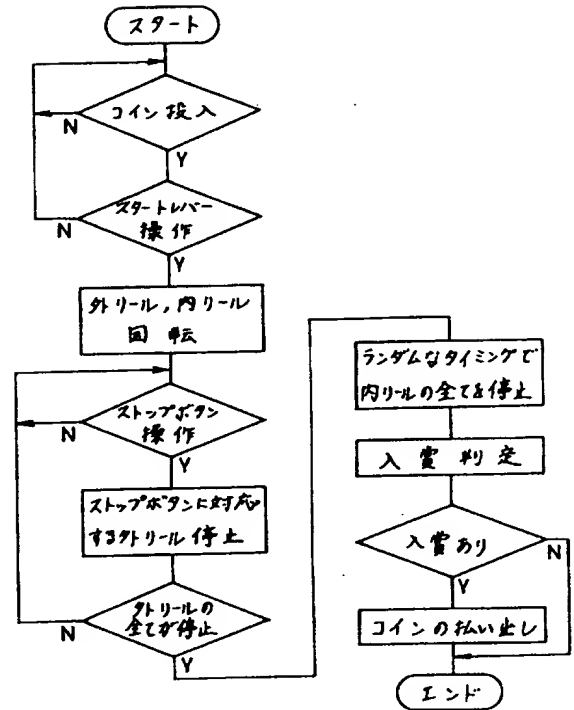 スタート
コイン投入
N
Y
スタートレバー
操作
N
Y
外リール,内リール
回転
ストップボタン
操作
N
Y
ストップボタンに対応
する外リール停止
外リールの
全てが停止
N
Y
ランダムなタイミングで
内リールの全てを停止
入賞判定
入賞あり
N
Y
コインの払い出し
エンド